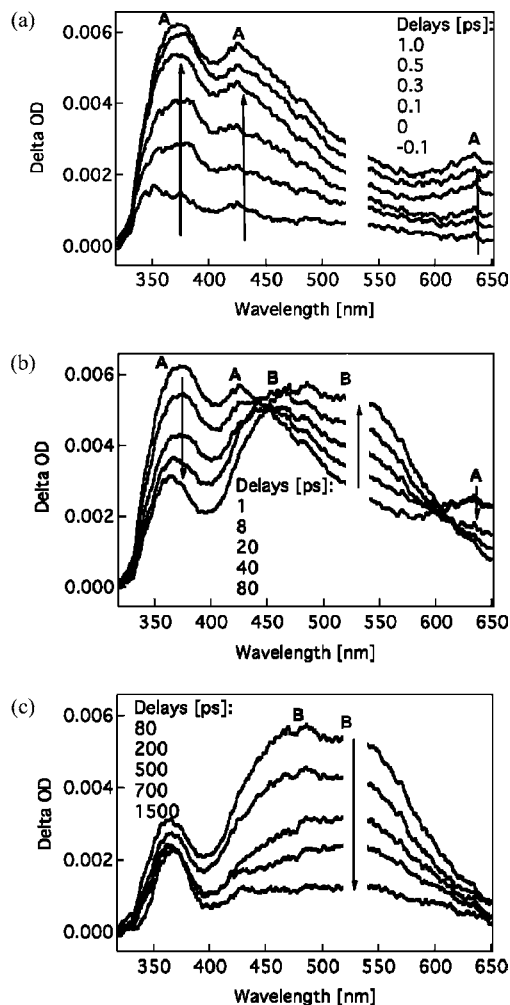 (a)
A
A
Delays [ps]:
1.0
0.5
0.3
0.1
0
-0.1
A
Delta OD
0.006
0.004
0.002
0.000
350 400 450 500 550 600 650
Wavelength [nm]
(b)
A
A
B
B
A
Delays [ps]:
1
8
20
40
80
Delta OD
0.006
0.004
0.002
0.000
350 400 450 500 550 600 650
Wavelength [nm]
(c)
Delays [ps]:
80
200
500
700
1500
B
B
Delta OD
0.006
0.004
0.002
0.000
350 400 450 500 550 600 650
Wavelength [nm]